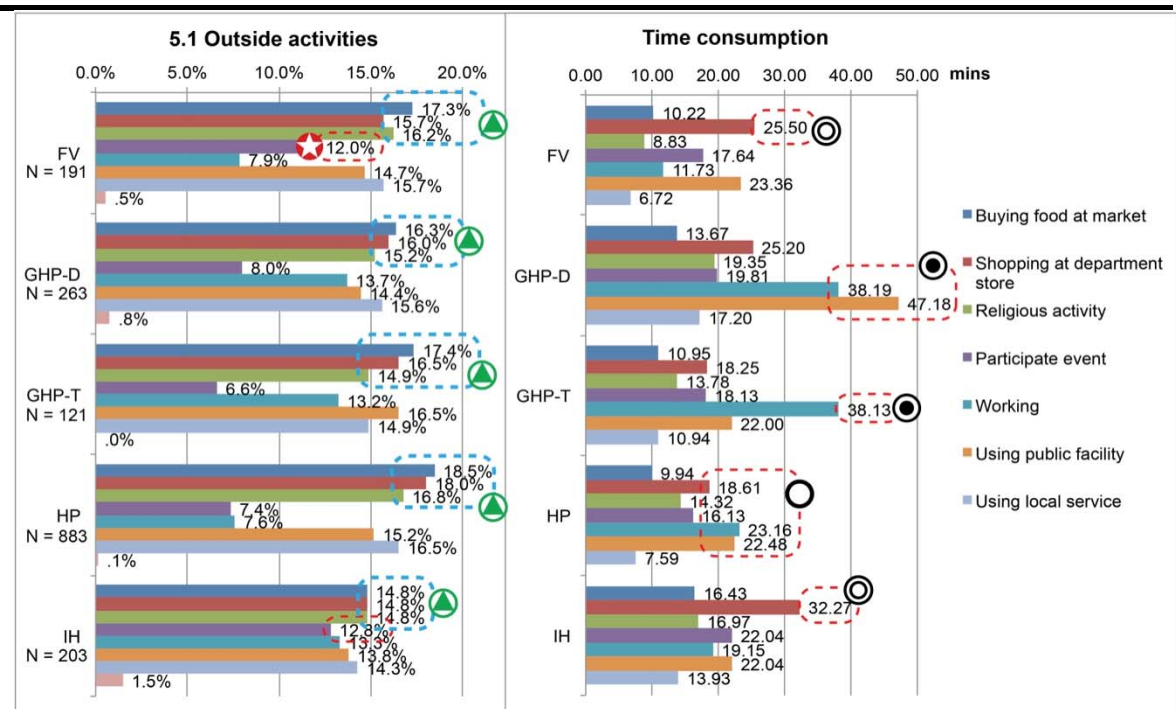 5.1 Outside activities
0.0% 5.0% 10.0% 15.0% 20.0%
17.3%
15.7%
16.2%
12.0%
7.9%
14.7%
15.7%
.5%
FV
N = 191
16.3%
16.0%
15.2%
8.0%
13.7%
14.4%
15.6%
.8%
GHP-D
N = 263
17.4%
16.5%
14.9%
6.6%
13.2%
16.5%
14.9%
.0%
GHP-T
N = 121
18.5%
18.0%
16.8%
7.4%
7.6%
15.2%
16.5%
.1%
HP
N = 883
14.8%
14.8%
14.8%
12.8%
13.3%
13.8%
14.3%
1.5%
IH
N = 203
Time consumption
0.00 10.00 20.00 30.00 40.00 50.00 mins
10.22
25.50
8.83
17.64
11.73
23.36
6.72
FV
13.67
25.20
19.35
19.81
38.19
47.18
17.20
GHP-D
10.95
18.25
13.78
18.13
38.13
22.00
10.94
GHP-T
9.94
18.61
14.32
16.13
23.16
22.48
7.59
HP
16.43
32.27
16.97
22.04
19.15
22.04
13.93
IH
Buying food at market
Shopping at department
store
Religious activity
Participate event
Working
Using public facility
Using local service